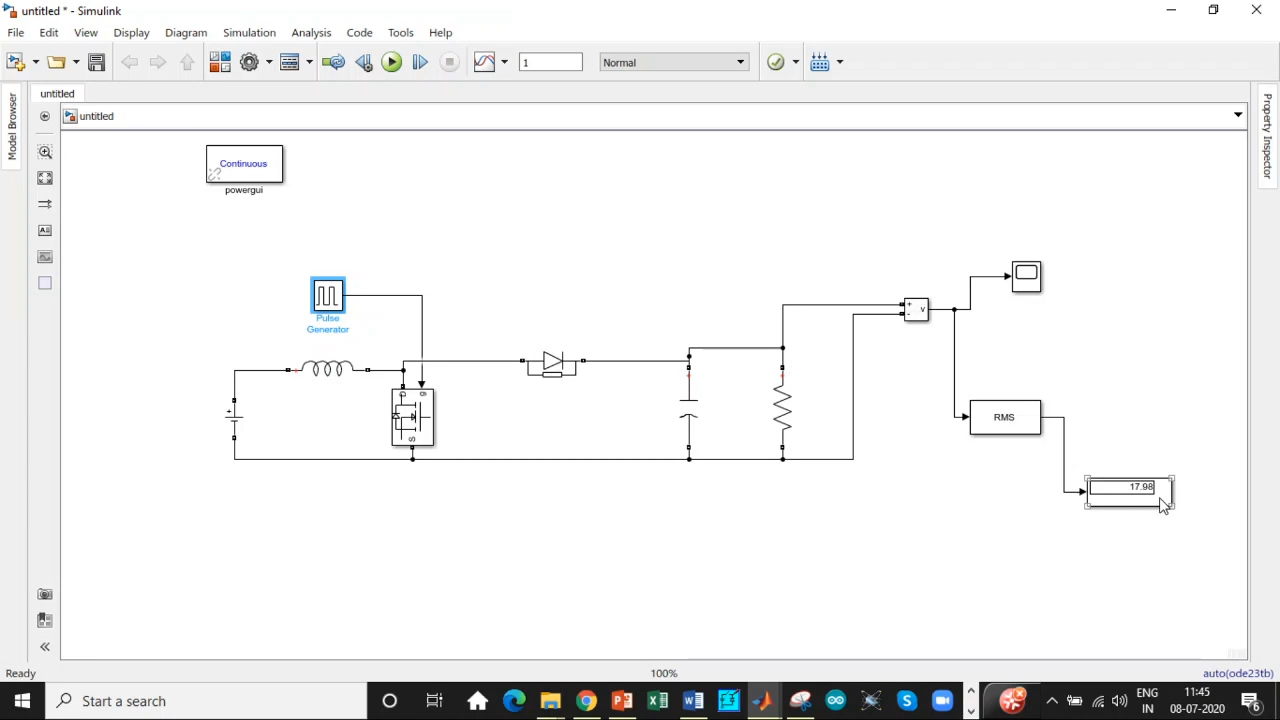 untitled * - Simulink
File Edit View Display Diagram Simulation Analysis Code Tools Help
1
Normal
untitled
Model Browser
untitled
Property Inspector
Continuous
powergui
Pulse
Generator
+
g
D
S
+
-
v
RMS
17.98
Ready
100%
auto(ode23tb)
Start a search
ENG
IN
11:45
08-07-2020
6